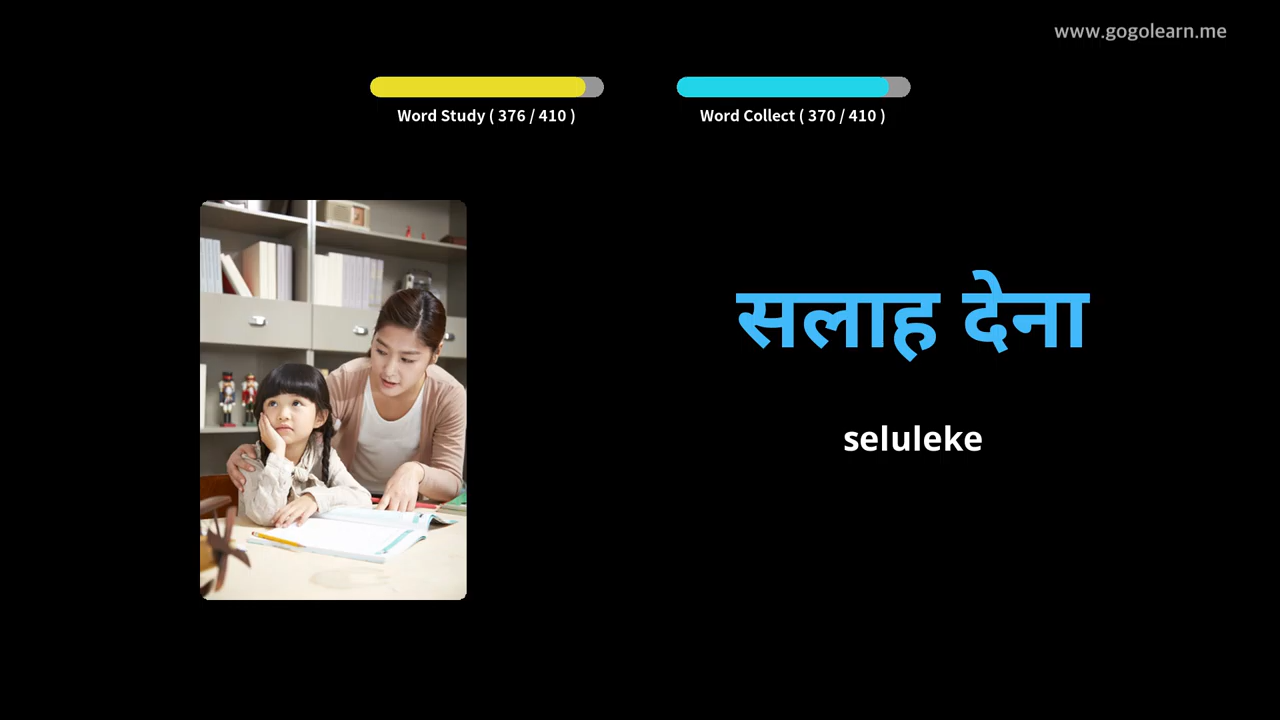 www.gogolearn.me
Word Study ( 376 / 410 )
Word Collect ( 370 / 410 )
सलाह देना
seluleke